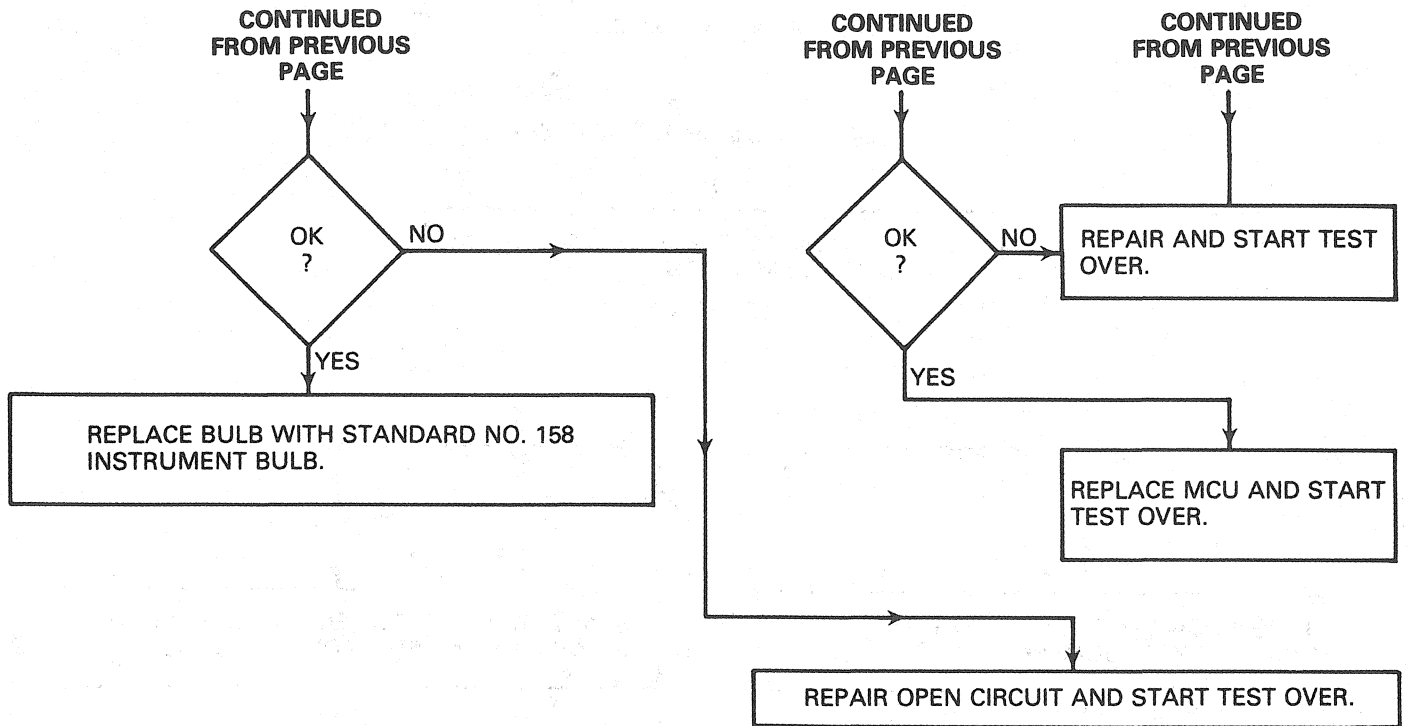 CONTINUED
FROM PREVIOUS
PAGE
CONTINUED
FROM PREVIOUS
PAGE
CONTINUED
FROM PREVIOUS
PAGE
OK
?
NO
YES
REPLACE BULB WITH STANDARD NO. 158
INSTRUMENT BULB.
OK
?
NO
REPAIR AND START TEST
OVER.
YES
REPLACE MCU AND START
TEST OVER.
REPAIR OPEN CIRCUIT AND START TEST OVER.